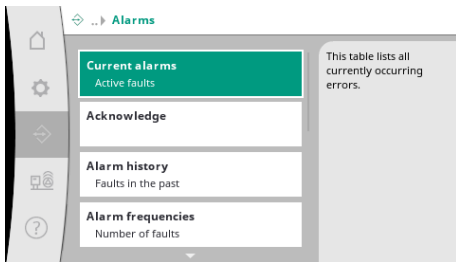 ..▶ Alarms
Current alarms
Active faults
Acknowledge
Alarm history
Faults in the past
Alarm frequencies
Number of faults
This table lists all
currently occurring
errors.
?